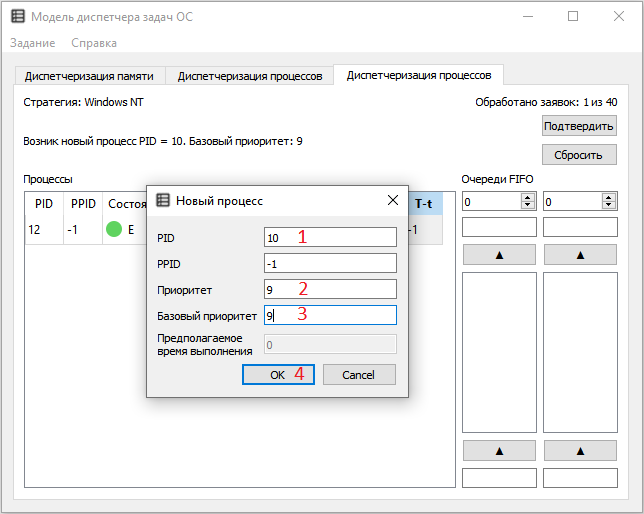 Модель диспетчера задач ОС
Задание Справка
Диспетчеризация памяти Диспетчеризация процессов Диспетчеризация процессов
Стратегия: Windows NT Обработано заявок: 1 из 40
Подтвердить
Возник новый процесс PID = 10. Базовый приоритет: 9
Сбросить
Процессы Очереди FIFO
PID PPID Состоя T-t 0 0
12 -1 E -1
Новый процесс
PID 10 1
PPID -1
Приоритет 9 2
Базовый приоритет 9 3
Предполагаемое
время выполнения 0
OK 4 Cancel